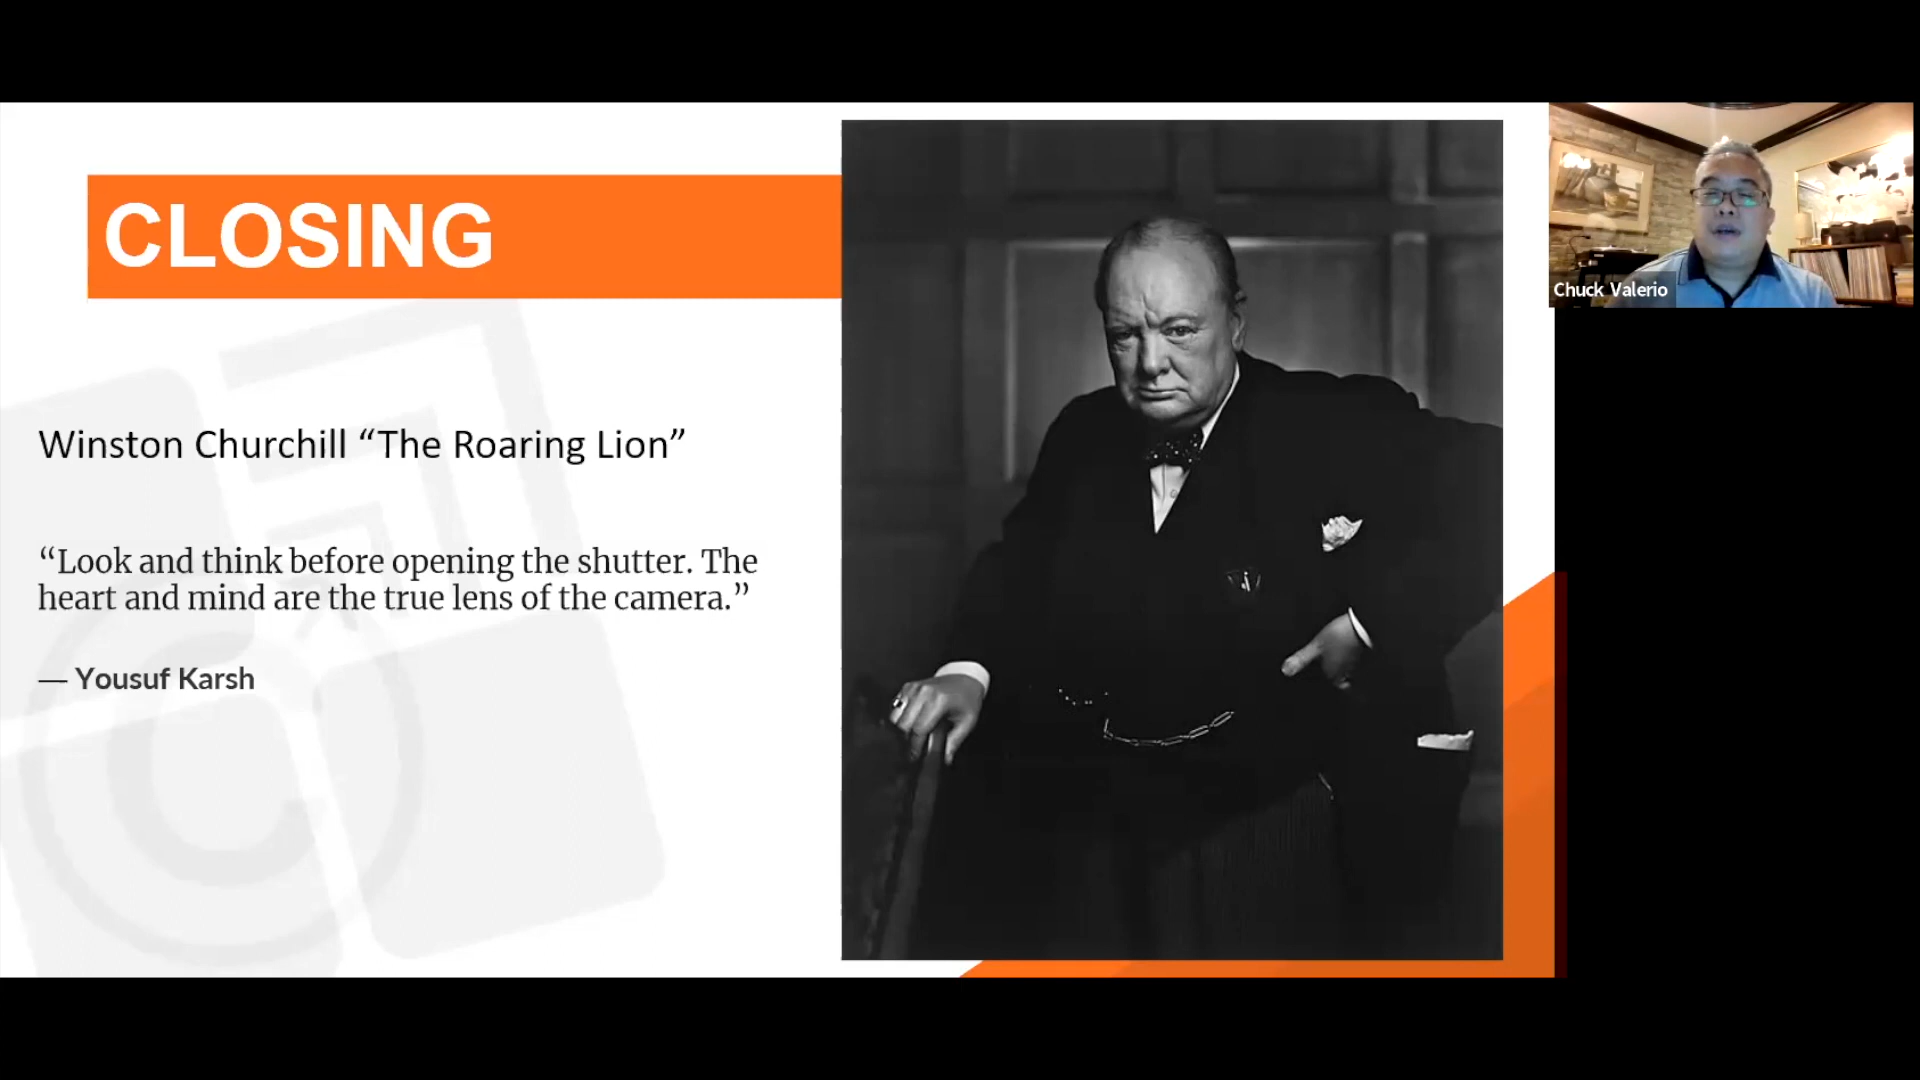 CLOSING
Winston Churchill “The Roaring Lion”
“Look and think before opening the shutter. The
heart and mind are the true lens of the camera.”
— Yousuf Karsh
Chuck Valerio